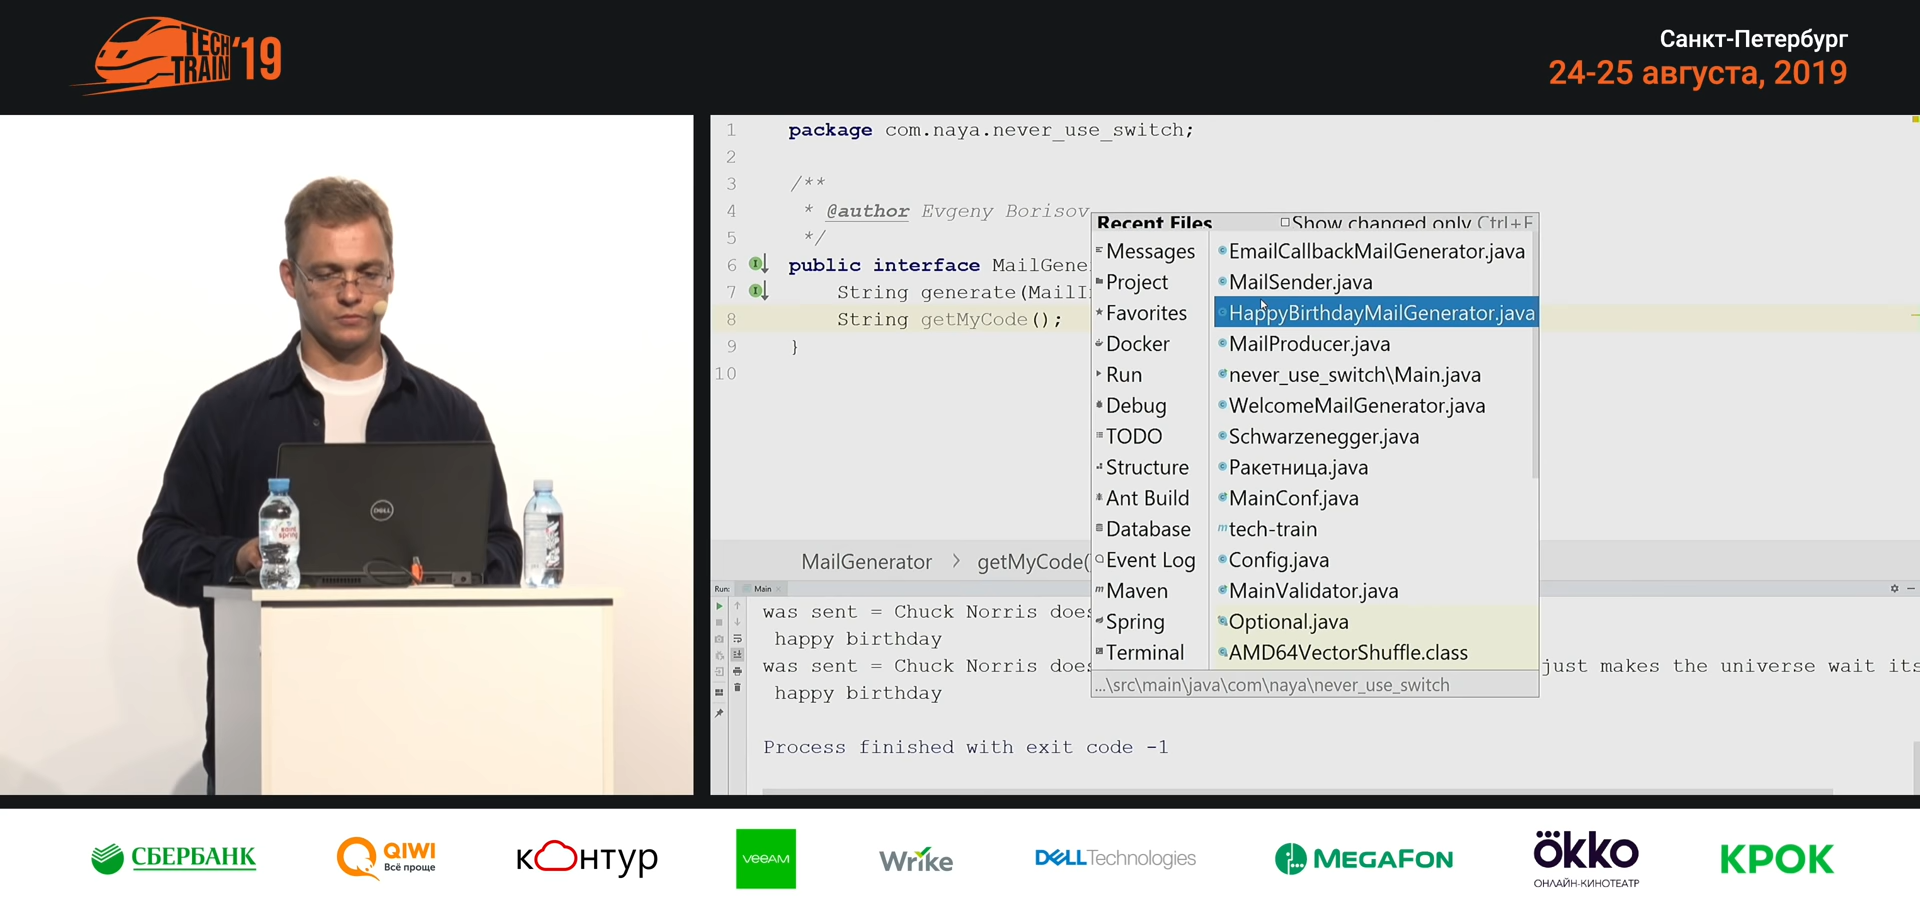 TECH
TRAIN '19
Санкт-Петербург
24-25 августа, 2019
1 package com.naya.never_use_switch;
2
3 /**
4 * @author Evgeny Borisov
5 */
6 public interface MailGene
7 String generate(MailI
8 String getMyCode();
9 }
10
Recent Files Show changed only Ctrl+E
Messages
Project
Favorites
Docker
Run
Debug
TODO
Structure
Ant Build
Database
Event Log
Maven
Spring
Terminal
EmailCallbackMailGenerator.java
MailSender.java
HappyBirthdayMailGenerator.java
MailProducer.java
never_use_switch\Main.java
WelcomeMailGenerator.java
Schwarzenegger.java
Ракетница.java
MainConf.java
tech-train
Config.java
MainValidator.java
Optional.java
AMD64VectorShuffle.class
...\src\main\java\com\naya\never_use_switch
MailGenerator > getMyCode(
Run: Main
was sent = Chuck Norris does
happy birthday
was sent = Chuck Norris does just makes the universe wait its
happy birthday
Process finished with exit code -1
DELL
СБЕРБАНК
QIWI
Всё проще
контур
veeAM
Wrike
DELL Technologies
MEGAFON
ökko
ОНЛАЙН-КИНОТЕАТР
КРОК